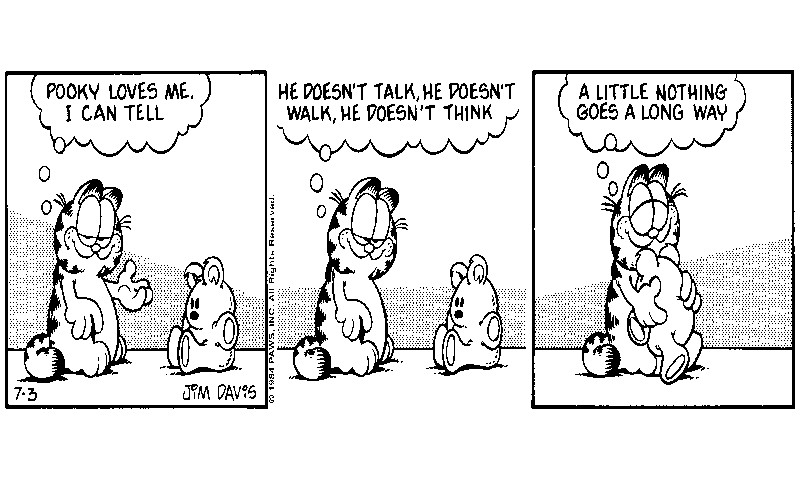 POOKY LOVES ME.
I CAN TELL
7-3
JIM DAVIS
© 1984 PAWS, INC. All Rights Reserved.
HE DOESN'T TALK, HE DOESN'T
WALK, HE DOESN'T THINK
A LITTLE NOTHING
GOES A LONG WAY